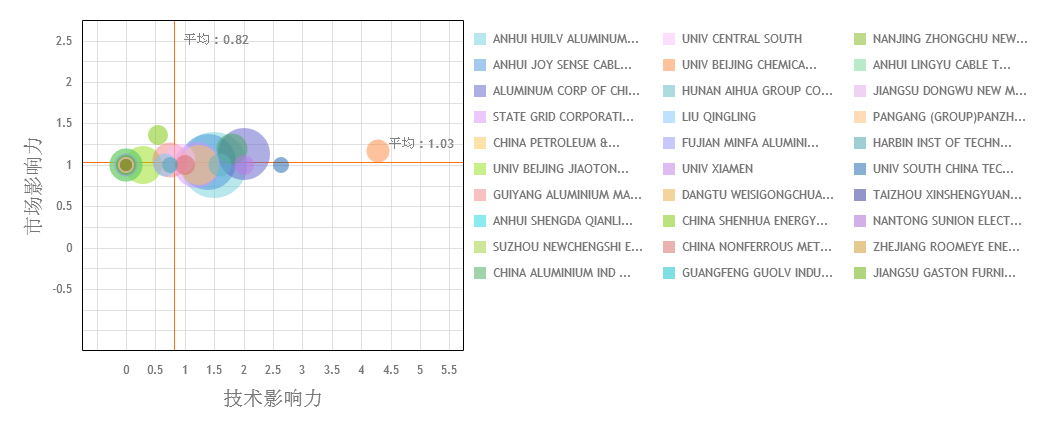 平均：0.82
平均：1.03
2.5
2
1.5
1
0.5
0
-0.5
0 0.5 1 1.5 2 2.5 3 3.5 4 4.5 5 5.5
市场影响力
技术影响力
ANHUI HUILV ALUMINUM...
ANHUI JOY SENSE CABL...
ALUMINUM CORP OF CHI...
STATE GRID CORPORATI...
CHINA PETROLEUM &...
UNIV BEIJING JIAOTON...
GUIYANG ALUMINIUM MA...
ANHUI SHENGDA QIANLI...
SUZHOU NEWCHENGSHI E...
CHINA ALUMINIUM IND ...
UNIV CENTRAL SOUTH
UNIV BEIJING CHEMICA...
HUNAN AIHUA GROUP CO...
LIU QINGLING
FUJIAN MINFA ALUMINI...
UNIV XIAMEN
DANGTU WEISIGONGCHUA...
CHINA SHENHUA ENERGY...
CHINA NONFERROUS MET...
GUANGFENG GUOLV INDU...
NANJING ZHONGCHU NEW...
ANHUI LINGYU CABLE T...
JIANGSU DONGWU NEW M...
PANGANG (GROUP)PANZH...
HARBIN INST OF TECHN...
UNIV SOUTH CHINA TEC...
TAIZHOU XINSHENGYUAN...
NANTONG SUNION ELECT...
ZHEJIANG ROOMEYE ENE...
JIANGSU GASTON FURNI...